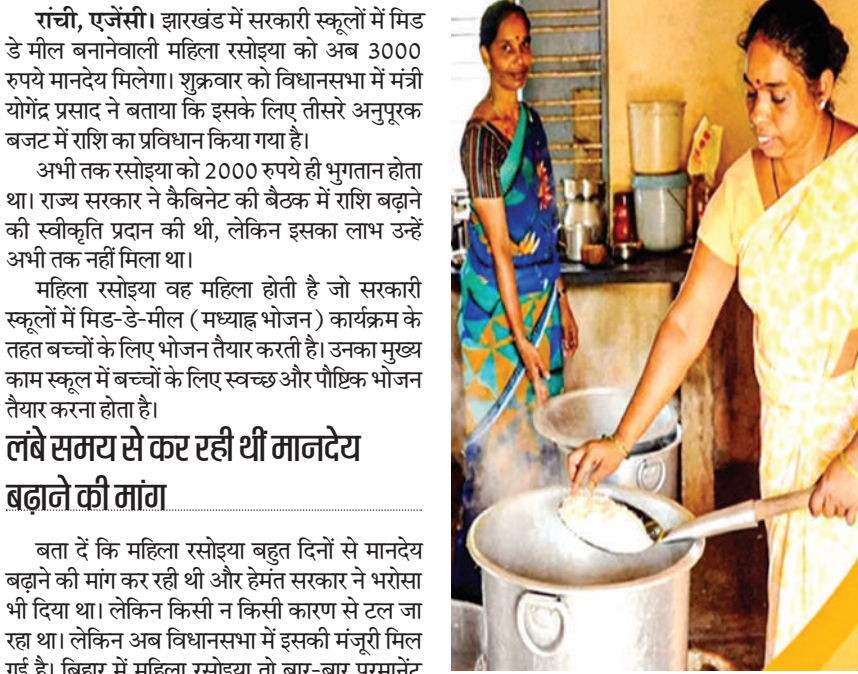 रांची, एजेंसी। झारखंड में सरकारी स्कूलों में मिड
डे मील बनानेवाली महिला रसोइया को अब 3000
रुपये मानदेय मिलेगा। शुक्रवार को विधानसभा में मंत्री
योगेंद्र प्रसाद ने बताया कि इसके लिए तीसरे अनुपूरक
बजट में राशि का प्रविधान किया गया है।
अभी तक रसोइया को 2000 रुपये ही भुगतान होता
था। राज्य सरकार ने कैबिनेट की बैठक में राशि बढ़ाने
की स्वीकृति प्रदान की थी, लेकिन इसका लाभ उन्हें
अभी तक नहीं मिला था।
महिला रसोइया वह महिला होती है जो सरकारी
स्कूलों में मिड-डे-मील (मध्याह्न भोजन) कार्यक्रम के
तहत बच्चों के लिए भोजन तैयार करती है। उनका मुख्य
काम स्कूल में बच्चों के लिए स्वच्छ और पौष्टिक भोजन
तैयार करना होता है।
लंबे समय से कर रही थीं मानदेय
बढ़ाने की मांग
बता दें कि महिला रसोइया बहुत दिनों से मानदेय
बढ़ाने की मांग कर रही थी और हेमंत सरकार ने भरोसा
भी दिया था। लेकिन किसी न किसी कारण से टल जा
रहा था। लेकिन अब विधानसभा में इसकी मंजूरी मिल
गई है। बिहार में महिला रसोइया तो बार-बार परमानेंट